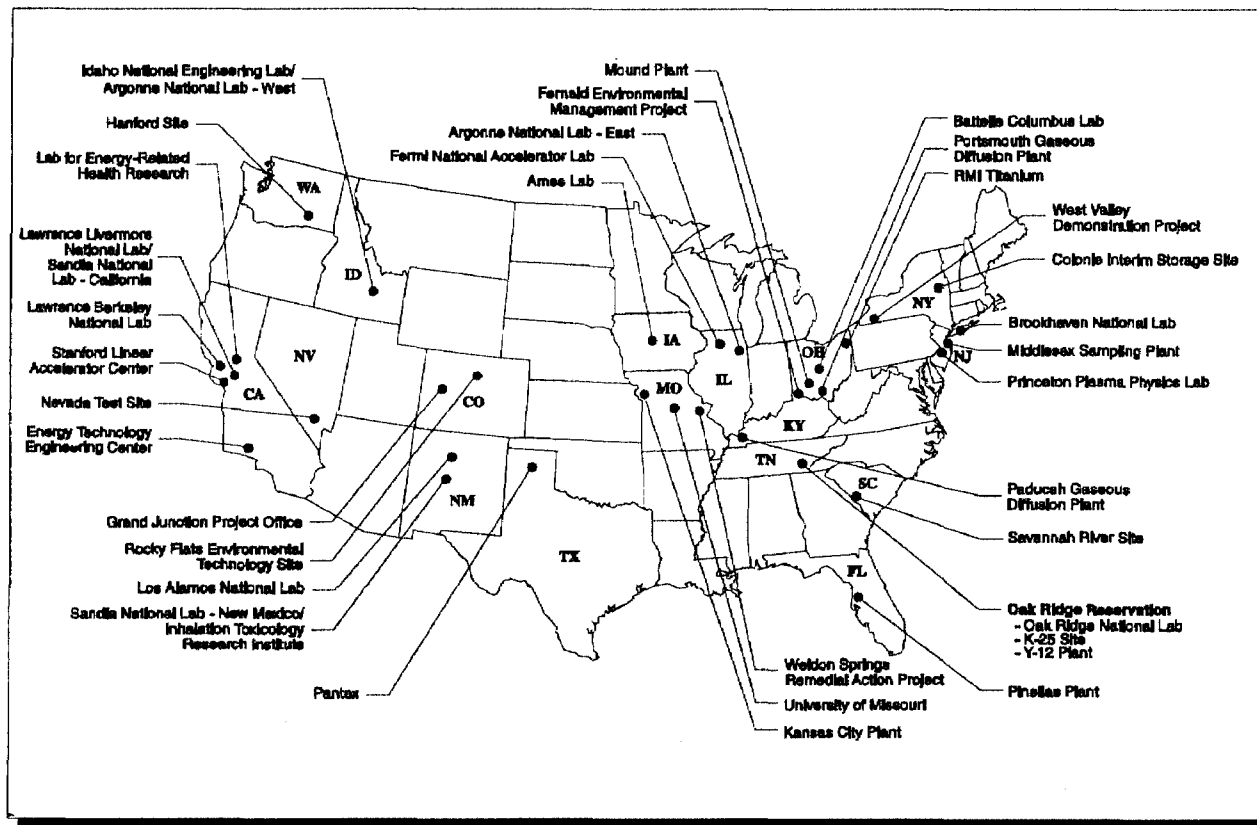 Idaho National Engineering Lab/
Argonne National Lab - West
Hanford Site
Lab for Energy-Related
Health Research
Lawrence Livermore
National Lab/
Sandia National
Lab - California
Lawrence Berkeley
National Lab
Stanford Linear
Accelerator Center
Nevada Test Site
Energy Technology
Engineering Center
Grand Junction Project Office
Rocky Flats Environmental
Technology Site
Los Alamos National Lab
Sandia National Lab - New Mexico/
Inhalation Toxicology
Research Institute
Pantex
Mound Plant
Fernald Environmental
Management Project
Argonne National Lab - East
Fermi National Accelerator Lab
Ames Lab
Battelle Columbus Lab
Portsmouth Gaseous
Diffusion Plant
RMI Titanium
West Valley
Demonstration Project
Colonie Interim Storage Site
Brookhaven National Lab
Middlesex Sampling Plant
Princeton Plasma Physics Lab
Paducah Gaseous
Diffusion Plant
Savannah River Site
Oak Ridge Reservation
- Oak Ridge National Lab
- K-25 Site
- Y-12 Plant
Pinellas Plant
Weldon Springs
Remedial Action Project
University of Missouri
Kansas City Plant
WA
ID
NV
CA
CO
NM
TX
IA
MO
IL
OH
KY
TN
SC
FL
NY
NJ